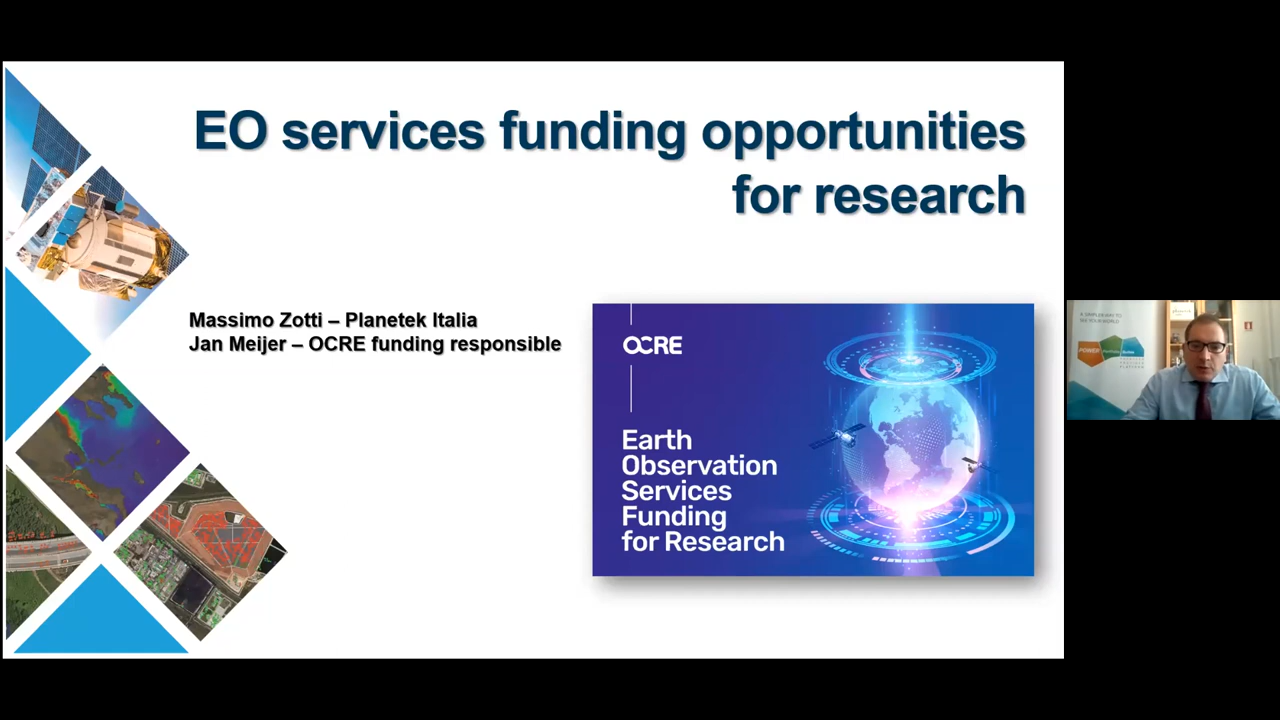 EO services funding opportunities
for research
Massimo Zotti – Planetek Italia
Jan Meijer – OCRE funding responsible
OCRE
Earth
Observation
Services
Funding
for Research
POWER